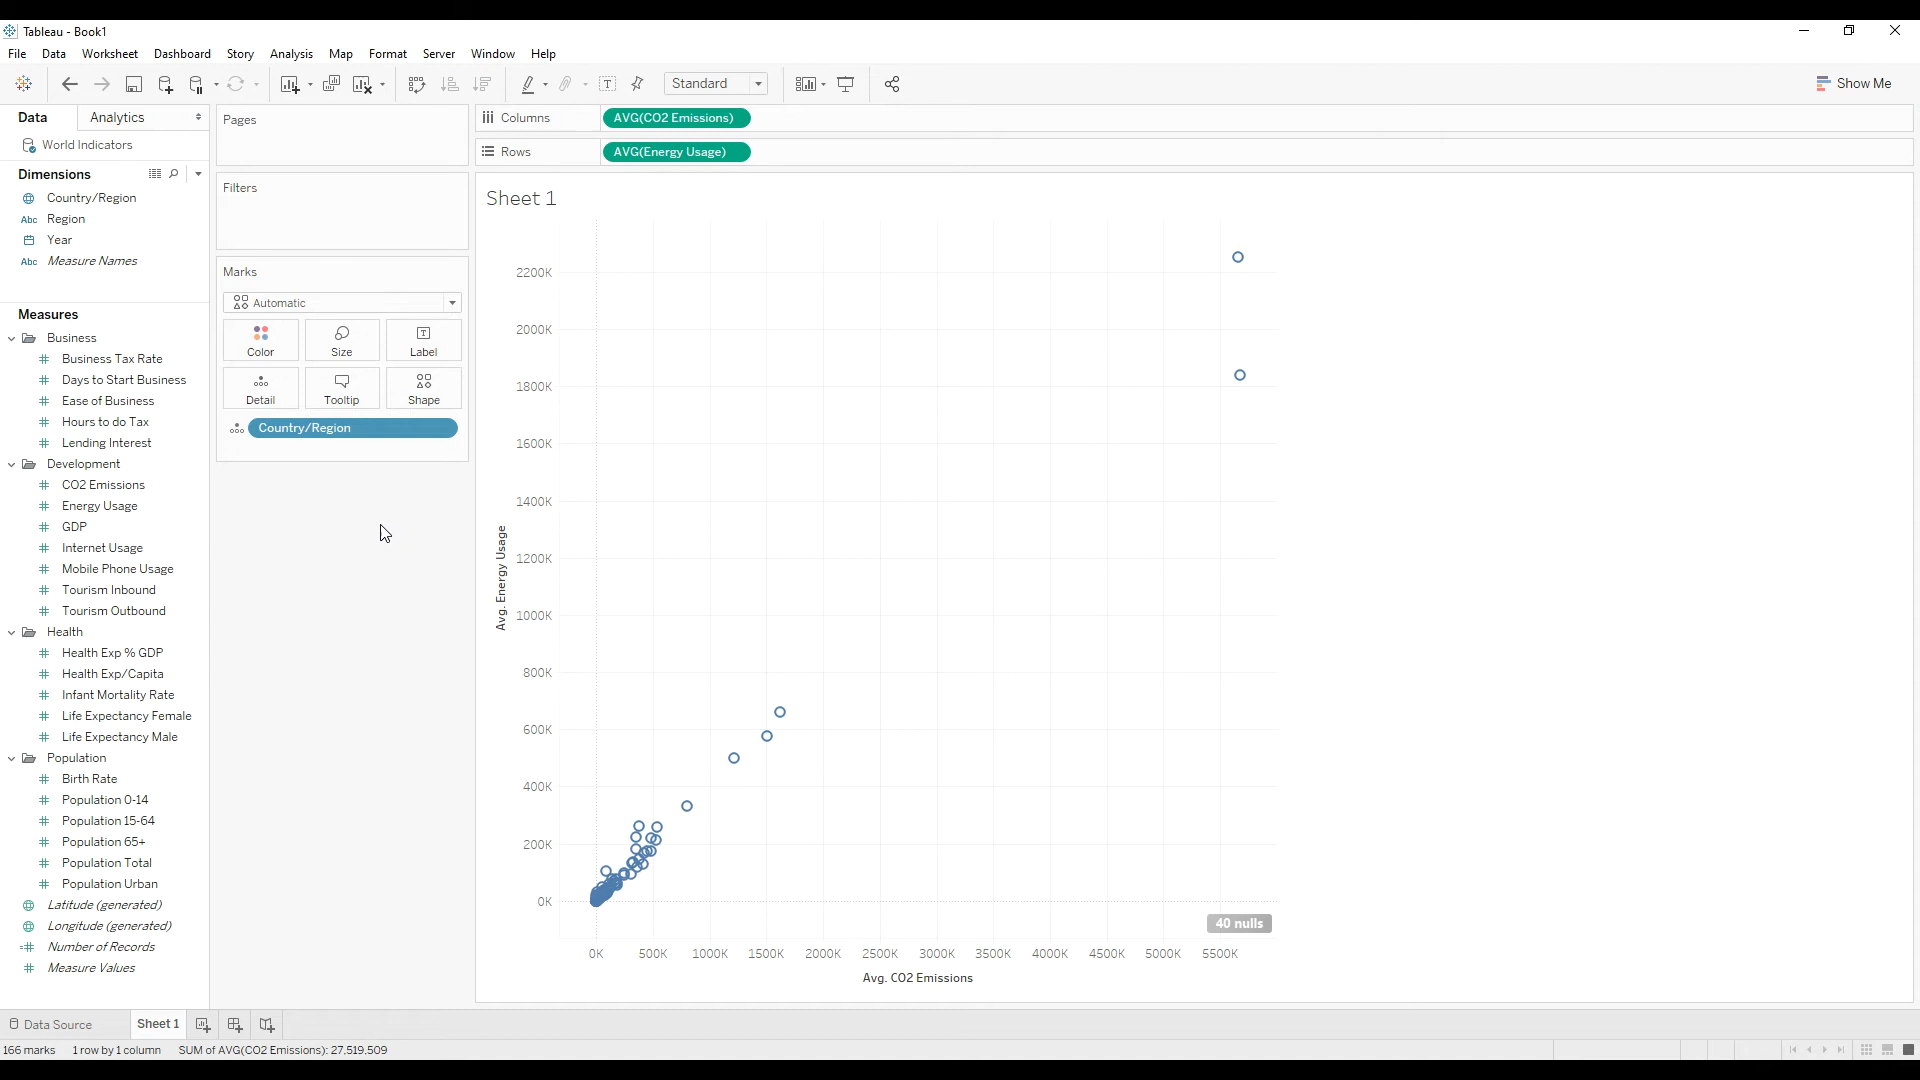 Tableau - Book1
File Data Worksheet Dashboard Story Analysis Map Format Server Window Help
Standard
Show Me
Data Analytics
World Indicators
Dimensions
Country/Region
Abc Region
Year
Abc Measure Names
Measures
Business
Business Tax Rate
Days to Start Business
Ease of Business
Hours to do Tax
Lending Interest
Development
CO2 Emissions
Energy Usage
GDP
Internet Usage
Mobile Phone Usage
Tourism Inbound
Tourism Outbound
Health
Health Exp % GDP
Health Exp/Capita
Infant Mortality Rate
Life Expectancy Female
Life Expectancy Male
Population
Birth Rate
Population 0-14
Population 15-64
Population 65+
Population Total
Population Urban
Latitude (generated)
Longitude (generated)
Number of Records
Measure Values
Pages
Filters
Marks
Automatic
Color Size Label
Detail Tooltip Shape
Country/Region
Columns AVG(CO2 Emissions)
Rows AVG(Energy Usage)
Sheet 1
2200K
2000K
1800K
1600K
1400K
1200K
1000K
800K
600K
400K
200K
0K
Avg. Energy Usage
40 nulls
0K 500K 1000K 1500K 2000K 2500K 3000K 3500K 4000K 4500K 5000K 5500K
Avg. CO2 Emissions
Data Source Sheet 1
166 marks 1 row by 1 column SUM of AVG(CO2 Emissions): 27,519,509